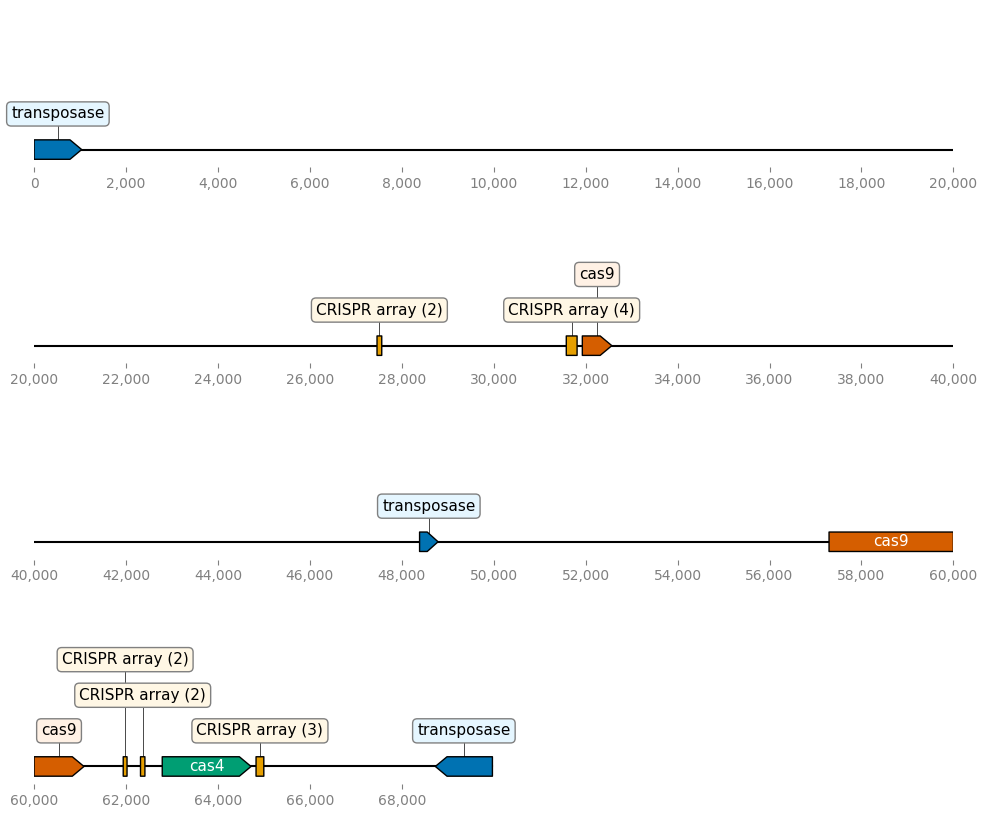 transposase
0 2,000 4,000 6,000 8,000 10,000 12,000 14,000 16,000 18,000 20,000
cas9
CRISPR array (2) CRISPR array (4)
20,000 22,000 24,000 26,000 28,000 30,000 32,000 34,000 36,000 38,000 40,000
transposase
cas9
40,000 42,000 44,000 46,000 48,000 50,000 52,000 54,000 56,000 58,000 60,000
CRISPR array (2)
CRISPR array (2)
cas9 CRISPR array (3) transposase
cas4
60,000 62,000 64,000 66,000 68,000